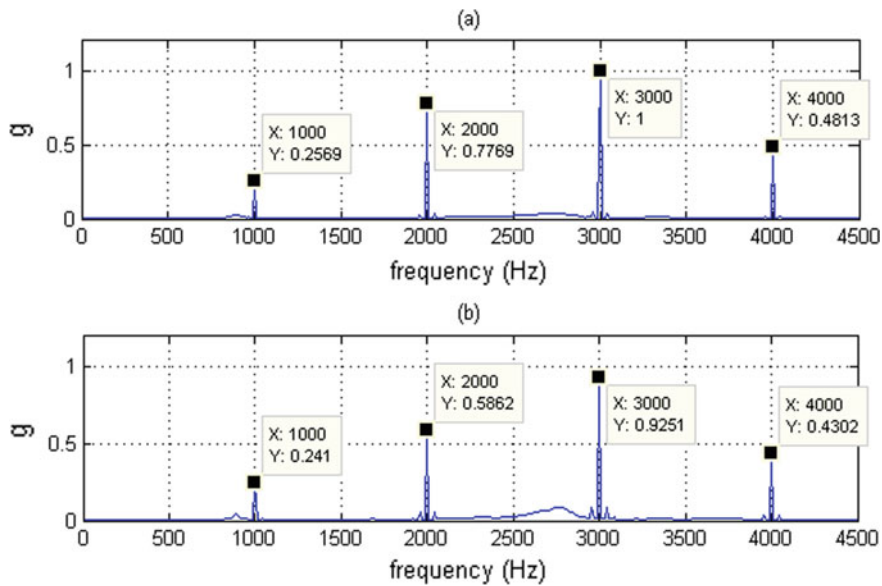 (a)
1
0.5
0
g
X: 1000
Y: 0.2569
X: 2000
Y: 0.7769
X: 3000
Y: 1
X: 4000
Y: 0.4813
0 500 1000 1500 2000 2500 3000 3500 4000 4500
frequency (Hz)
(b)
1
0.5
0
g
X: 1000
Y: 0.241
X: 2000
Y: 0.5862
X: 3000
Y: 0.9251
X: 4000
Y: 0.4302
0 500 1000 1500 2000 2500 3000 3500 4000 4500
frequency (Hz)